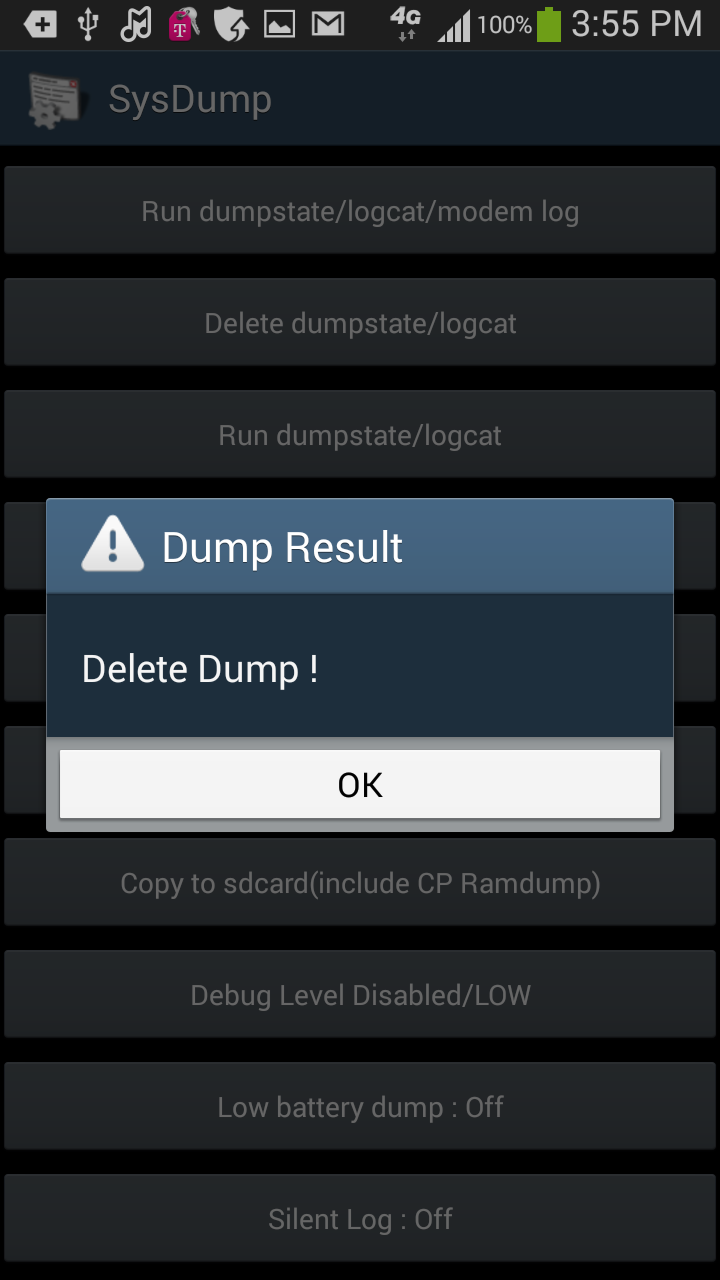 4G 100% 3:55 PM
SysDump
Run dumpstate/logcat/modem log
Delete dumpstate/logcat
Run dumpstate/logcat
Dump Result
Delete Dump !
OK
Copy to sdcard(include CP Ramdump)
Debug Level Disabled/LOW
Low battery dump : Off
Silent Log : Off